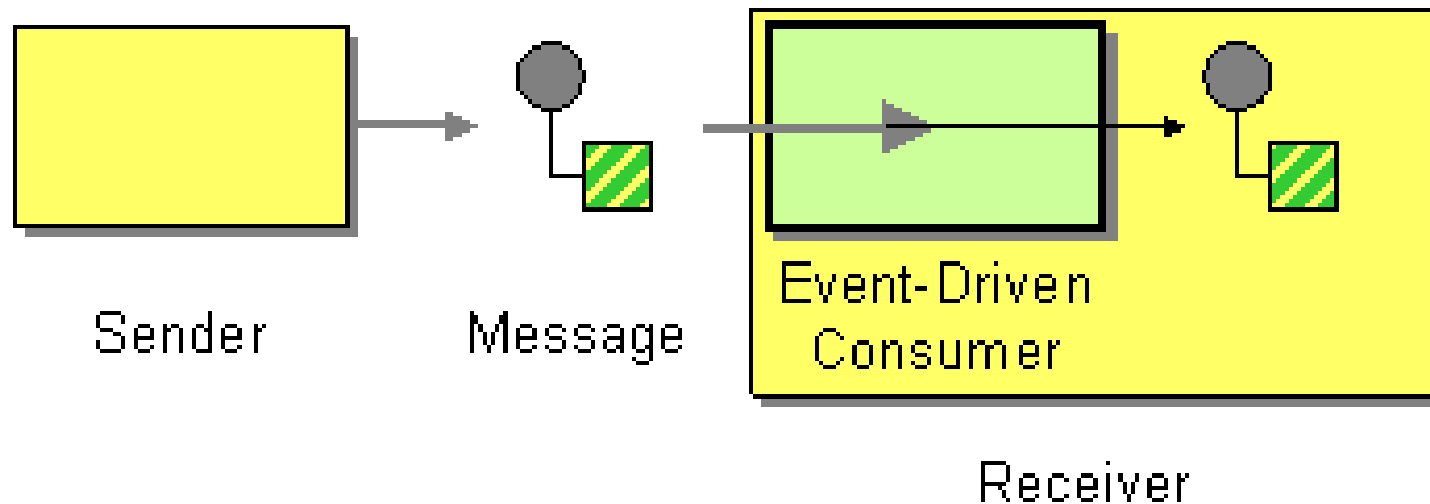 Sender
Message
Event-Driven
Consumer
Receiver